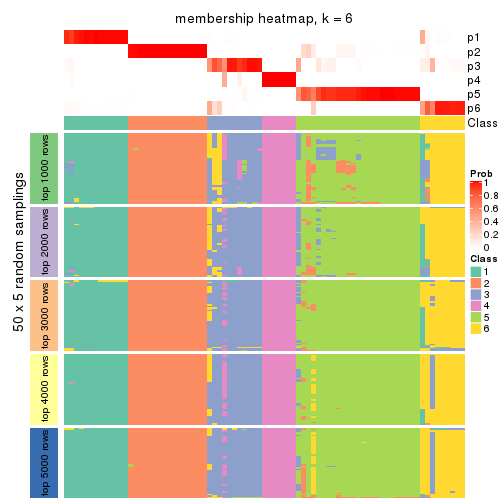 membership heatmap, k = 6
p1
p2
p3
p4
p5
p6
Class
50 x 5 random samplings
top 1000 rows
top 2000 rows
top 3000 rows
top 4000 rows
top 5000 rows
Prob
1
0.8
0.6
0.4
0.2
0
Class
1
2
3
4
5
6